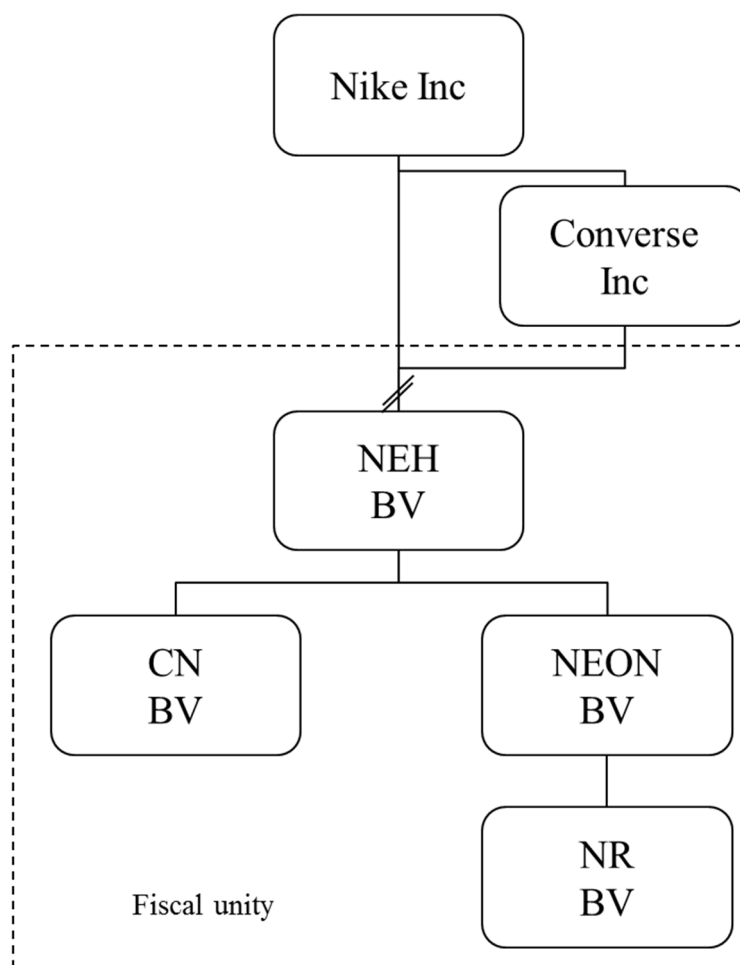 Nike Inc
Converse
Inc
NEH
BV
CN
BV
NEON
BV
NR
BV
Fiscal unity